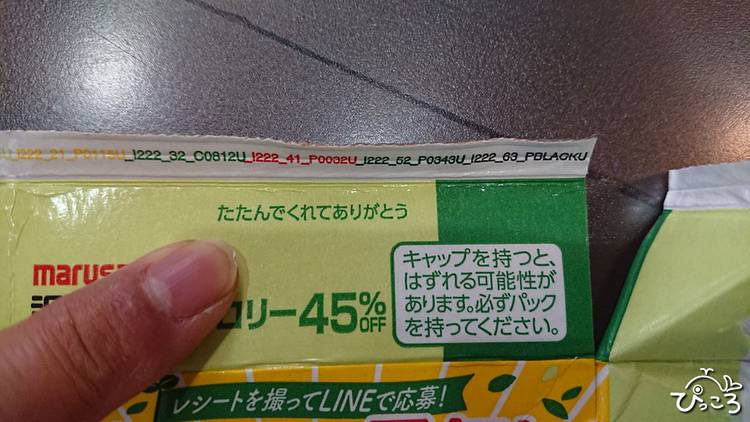 I222_21_P0115U_I222_32_C0812U_I222_41_P0032U_I222_52_P0343U_I222_63_PBLACKU
たたんでくれてありがとう
キャップを持つと、
はずれる可能性が
あります。必ずパック
を持ってください。
marus
ロリー45%
OFF
レシートを撮ってLINEで応募!
ぴっころ